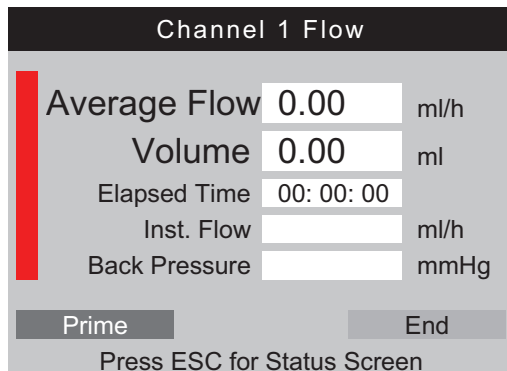 Channel 1 Flow
Average Flow 0.00 ml/h
Volume 0.00 ml
Elapsed Time 00: 00: 00
Inst. Flow ml/h
Back Pressure mmHg
Prime End
Press ESC for Status Screen